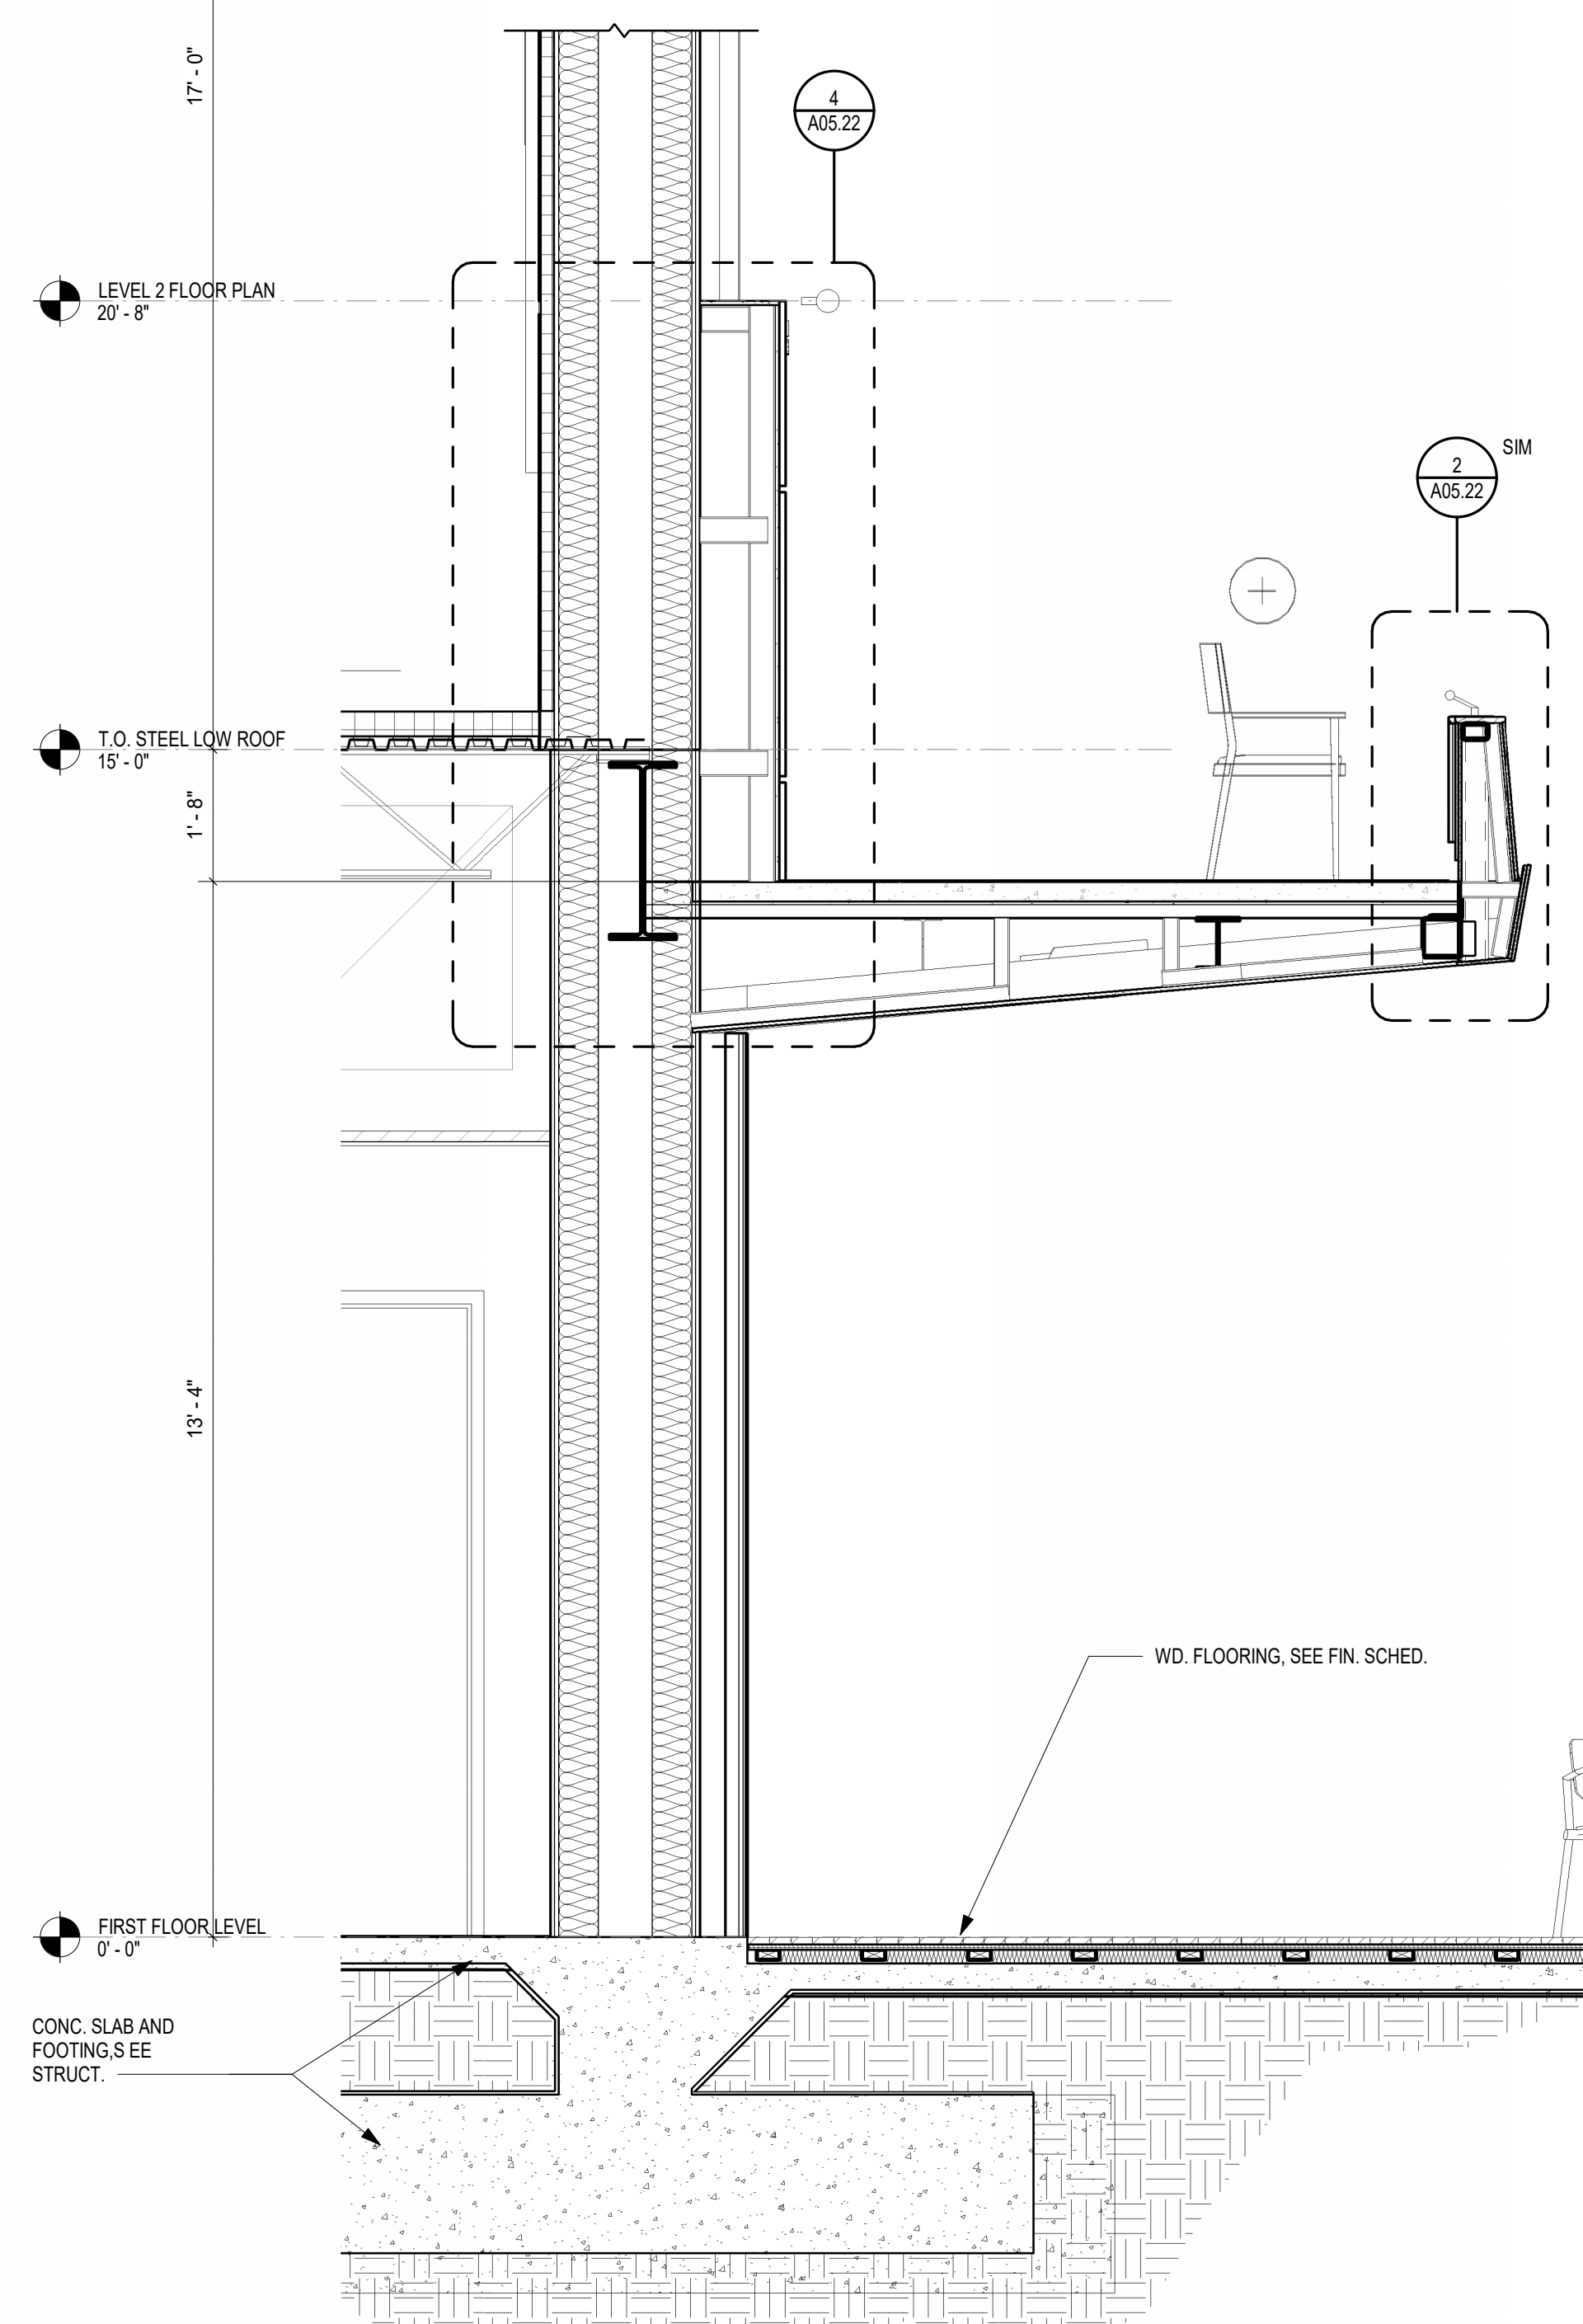 17' - 0"
4
A05.22
LEVEL 2 FLOOR PLAN
20' - 8"
2
A05.22
SIM
T.O. STEEL LOW ROOF
15' - 0"
1' - 8"
13' - 4"
WD. FLOORING, SEE FIN. SCHED.
FIRST FLOOR LEVEL
0' - 0"
CONC. SLAB AND
FOOTING,S EE
STRUCT.